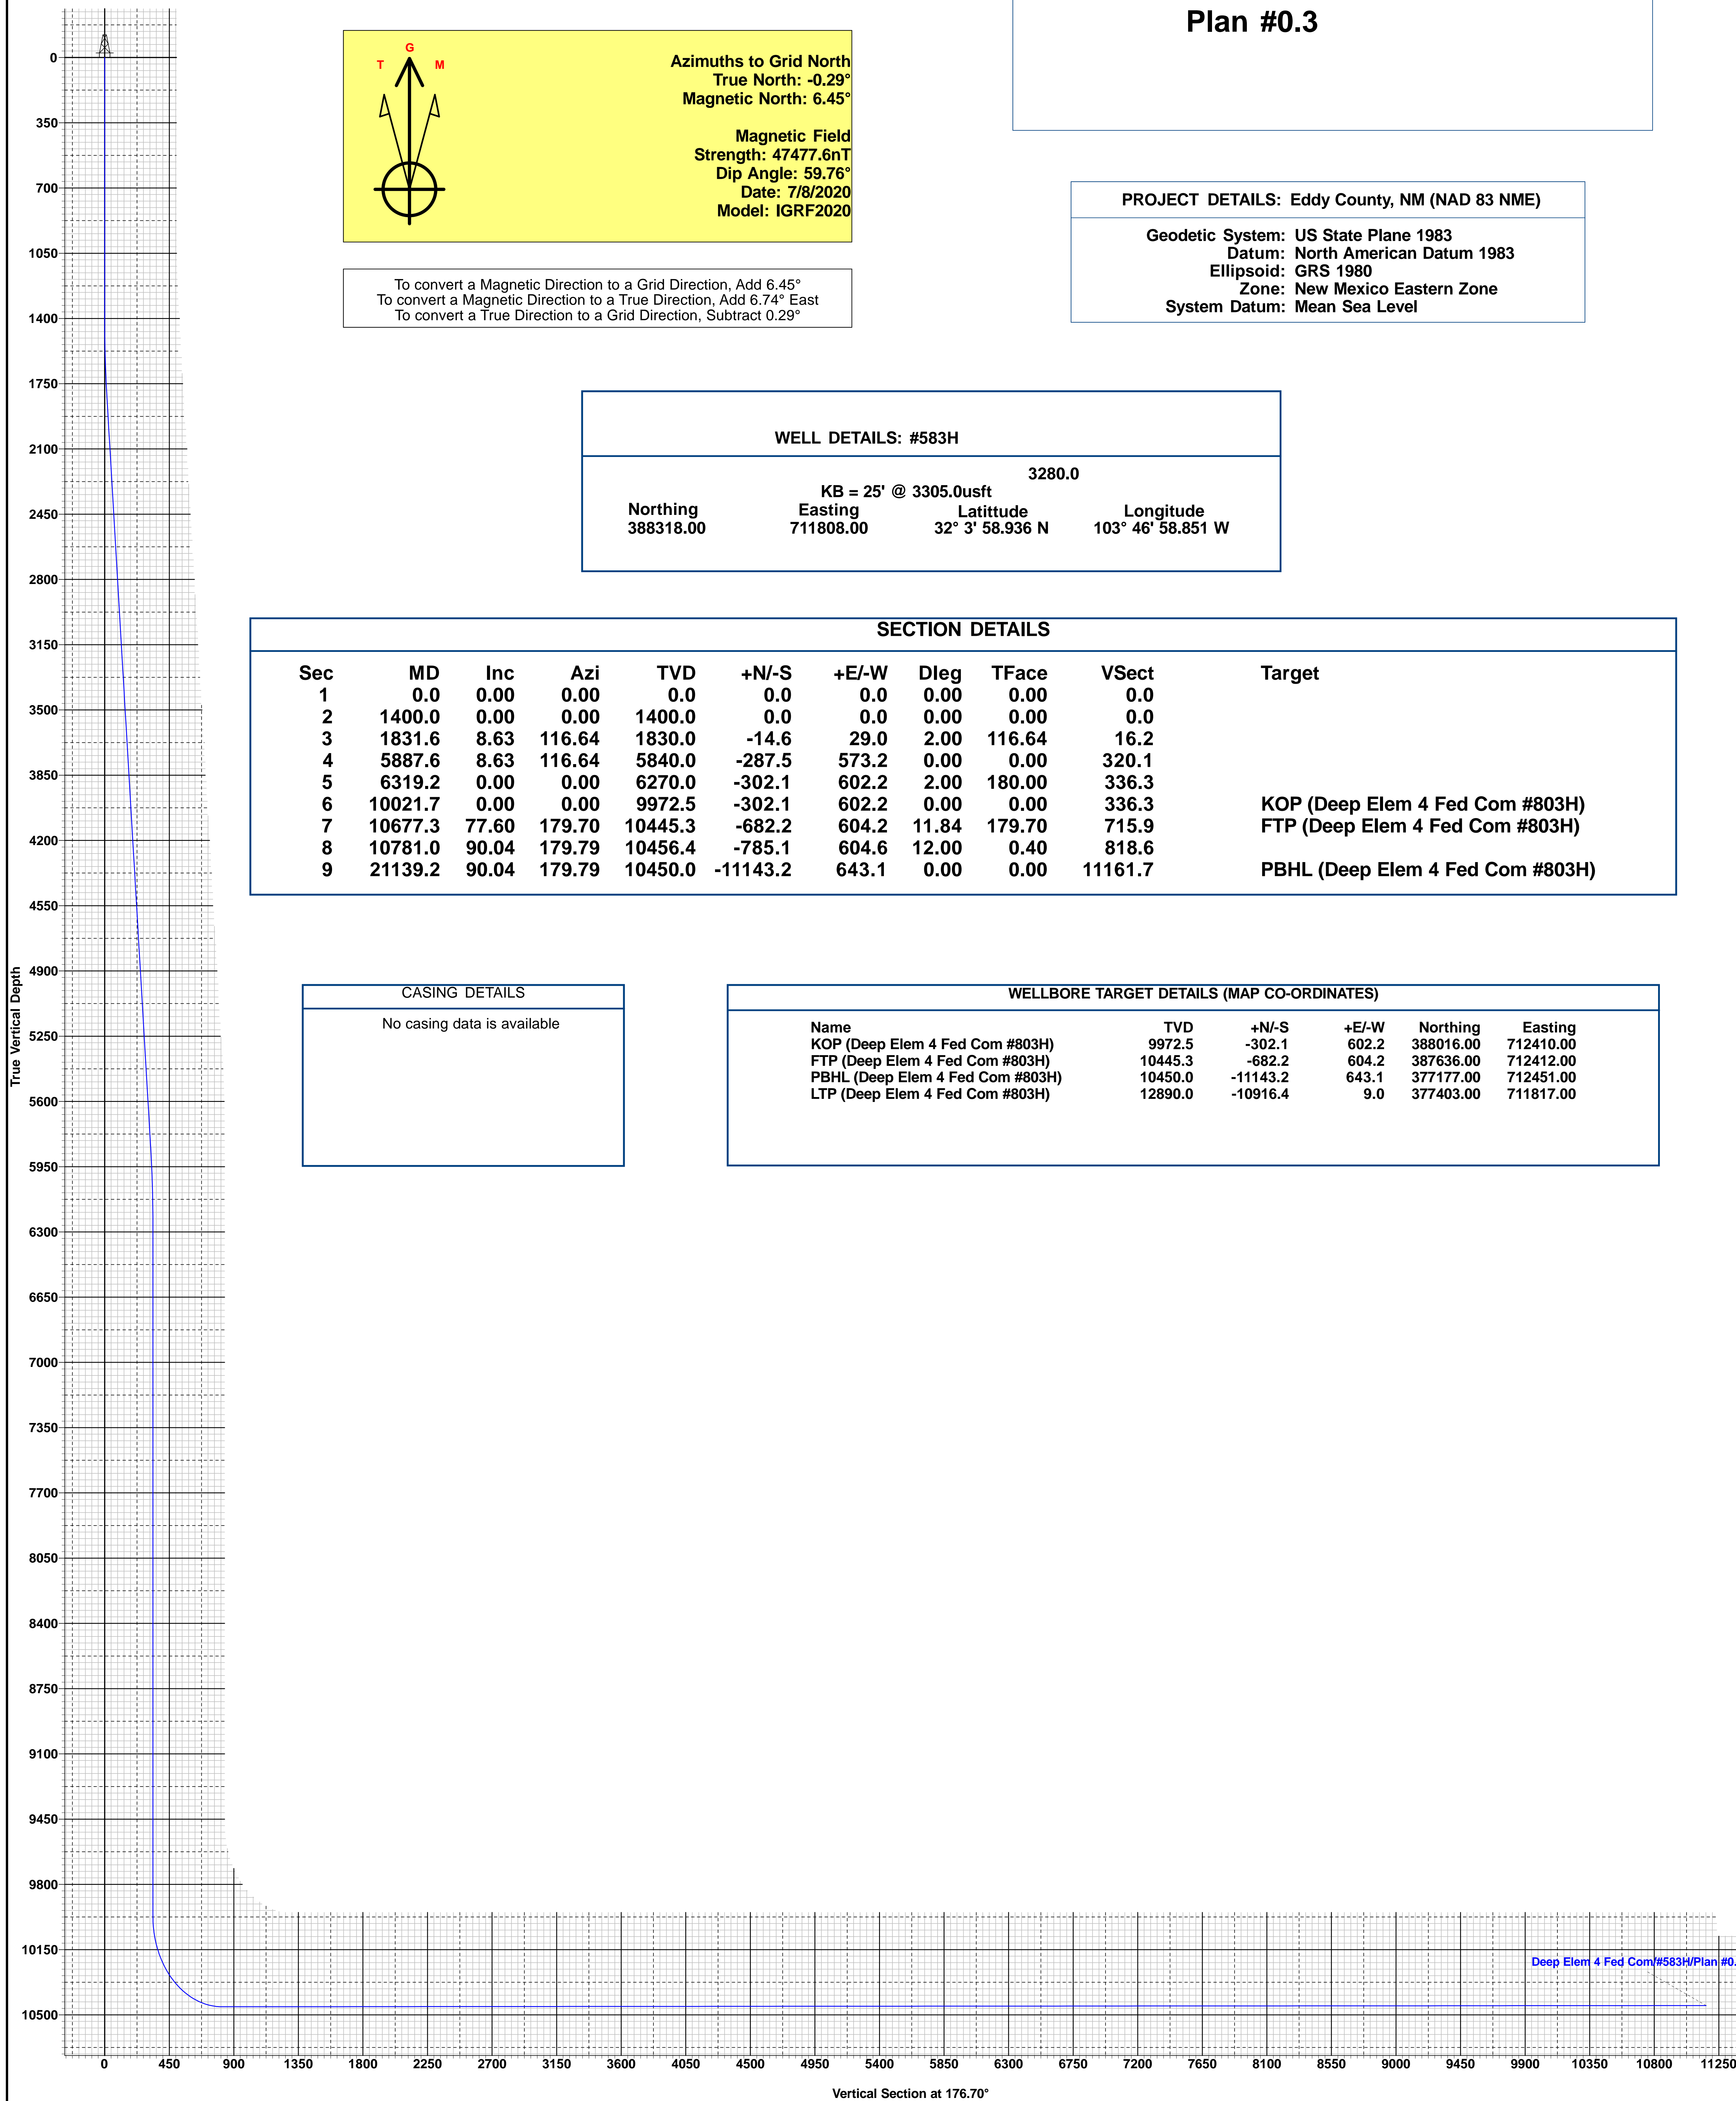 Plan #0.3
G
T M
Azimuths to Grid North
True North: -0.29°
Magnetic North: 6.45°
Magnetic Field
Strength: 47477.6nT
Dip Angle: 59.76°
Date: 7/8/2020
Model: IGRF2020
To convert a Magnetic Direction to a Grid Direction, Add 6.45°
To convert a Magnetic Direction to a True Direction, Add 6.74° East
To convert a True Direction to a Grid Direction, Subtract 0.29°
PROJECT DETAILS: Eddy County, NM (NAD 83 NME)
Geodetic System: US State Plane 1983
Datum: North American Datum 1983
Ellipsoid: GRS 1980
Zone: New Mexico Eastern Zone
System Datum: Mean Sea Level
WELL DETAILS: #583H
3280.0
KB = 25' @ 3305.0usft
Northing Easting Latittude Longitude
388318.00 711808.00 32° 3' 58.936 N 103° 46' 58.851 W
SECTION DETAILS
Sec MD Inc Azi TVD +N/-S +E/-W Dleg TFace VSect Target
1 0.0 0.00 0.00 0.0 0.0 0.0 0.00 0.00 0.0
2 1400.0 0.00 0.00 1400.0 0.0 0.0 0.00 0.00 0.0
3 1831.6 8.63 116.64 1830.0 -14.6 29.0 2.00 116.64 16.2
4 5887.6 8.63 116.64 5840.0 -287.5 573.2 0.00 0.00 320.1
5 6319.2 0.00 0.00 6270.0 -302.1 602.2 2.00 180.00 336.3
6 10021.7 0.00 0.00 9972.5 -302.1 602.2 0.00 0.00 336.3 KOP (Deep Elem 4 Fed Com #803H)
7 10677.3 77.60 179.70 10445.3 -682.2 604.2 11.84 179.70 715.9 FTP (Deep Elem 4 Fed Com #803H)
8 10781.0 90.04 179.79 10456.4 -785.1 604.6 12.00 0.40 818.6
9 21139.2 90.04 179.79 10450.0 -11143.2 643.1 0.00 0.00 11161.7 PBHL (Deep Elem 4 Fed Com #803H)
CASING DETAILS
No casing data is available
WELLBORE TARGET DETAILS (MAP CO-ORDINATES)
Name TVD +N/-S +E/-W Northing Easting
KOP (Deep Elem 4 Fed Com #803H) 9972.5 -302.1 602.2 388016.00 712410.00
FTP (Deep Elem 4 Fed Com #803H) 10445.3 -682.2 604.2 387636.00 712412.00
PBHL (Deep Elem 4 Fed Com #803H) 10450.0 -11143.2 643.1 377177.00 712451.00
LTP (Deep Elem 4 Fed Com #803H) 12890.0 -10916.4 9.0 377403.00 711817.00
True Vertical Depth
0
350
700
1050
1400
1750
2100
2450
2800
3150
3500
3850
4200
4550
4900
5250
5600
5950
6300
6650
7000
7350
7700
8050
8400
8750
9100
9450
9800
10150
10500
Deep Elem 4 Fed Com/#583H/Plan #0.
0 450 900 1350 1800 2250 2700 3150 3600 4050 4500 4950 5400 5850 6300 6750 7200 7650 8100 8550 9000 9450 9900 10350 10800 11250
Vertical Section at 176.70°